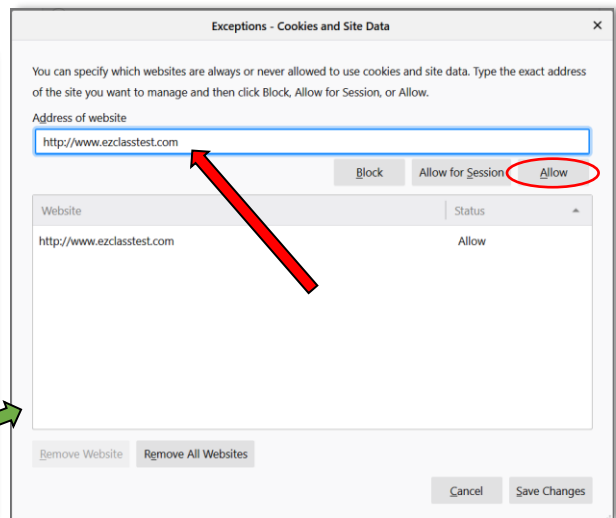 Exceptions - Cookies and Site Data
You can specify which websites are always or never allowed to use cookies and site data. Type the exact address
of the site you want to manage and then click Block, Allow for Session, or Allow.
Address of website
http://www.ezclasstest.com
Block Allow for Session Allow
Website Status
http://www.ezclasstest.com Allow
Remove Website Remove All Websites
Cancel Save Changes